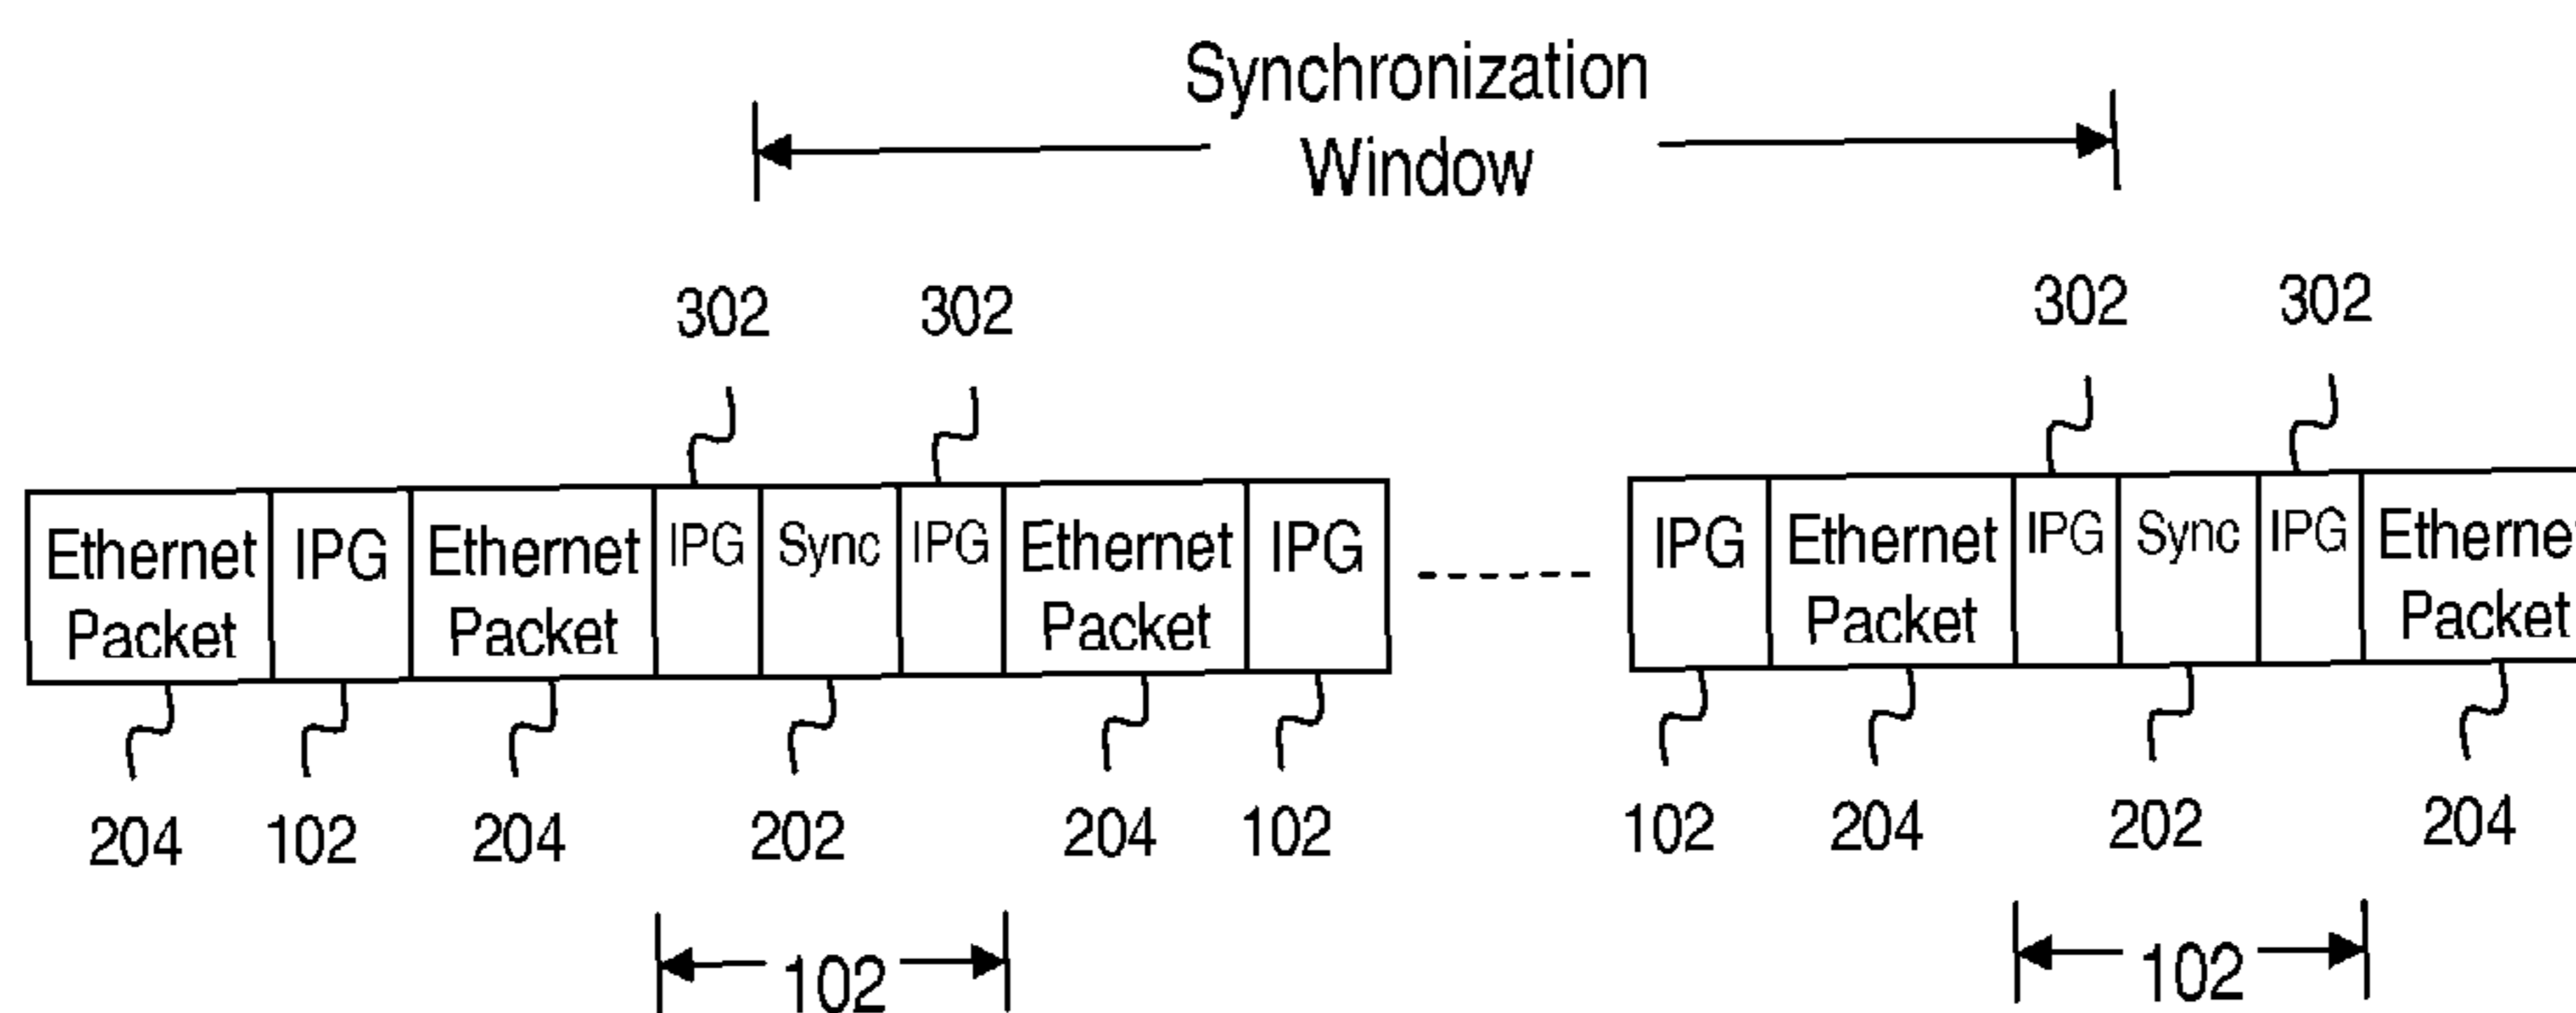 Synchronization
Window
302 302 302 302
Ethernet Packet IPG Ethernet Packet IPG Sync IPG Ethernet Packet IPG IPG Ethernet Packet IPG Sync IPG Etherne Packet
204 102 204 202 204 102 102 204 202 204
102 102